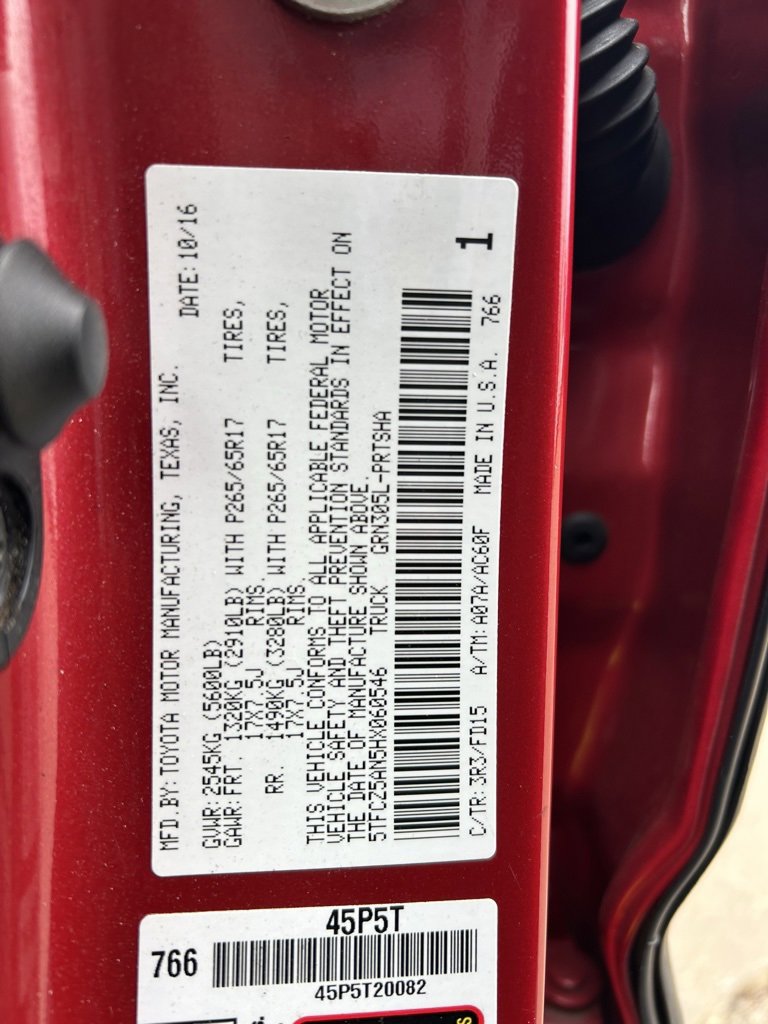 MFD.BY:TOYOTA MOTOR MANUFACTURING, TEXAS, INC. DATE:10/16
GVWR:2545KG (5600LB)
GAWR:FRT. 1320KG (2910LB) WITH P265/65R17 TIRES,
17X7.5J RIMS.
RR. 1490KG (3280LB) WITH P265/65R17 TIRES,
17X7.5J RIMS.
THIS VEHICLE CONFORMS TO ALL APPLICABLE FEDERAL MOTOR
VEHICLE SAFETY AND THEFT PREVENTION STANDARDS IN EFFECT ON
THE DATE OF MANUFACTURE SHOWN ABOVE.
5TFCZ5AN5HX060546 TRUCK GRN305L-PRTSHA
1
C/TR:3R3/FD15 A/TM:A07A/AC60F MADE IN U.S.A. 766
45P5T
766
45P5T20082